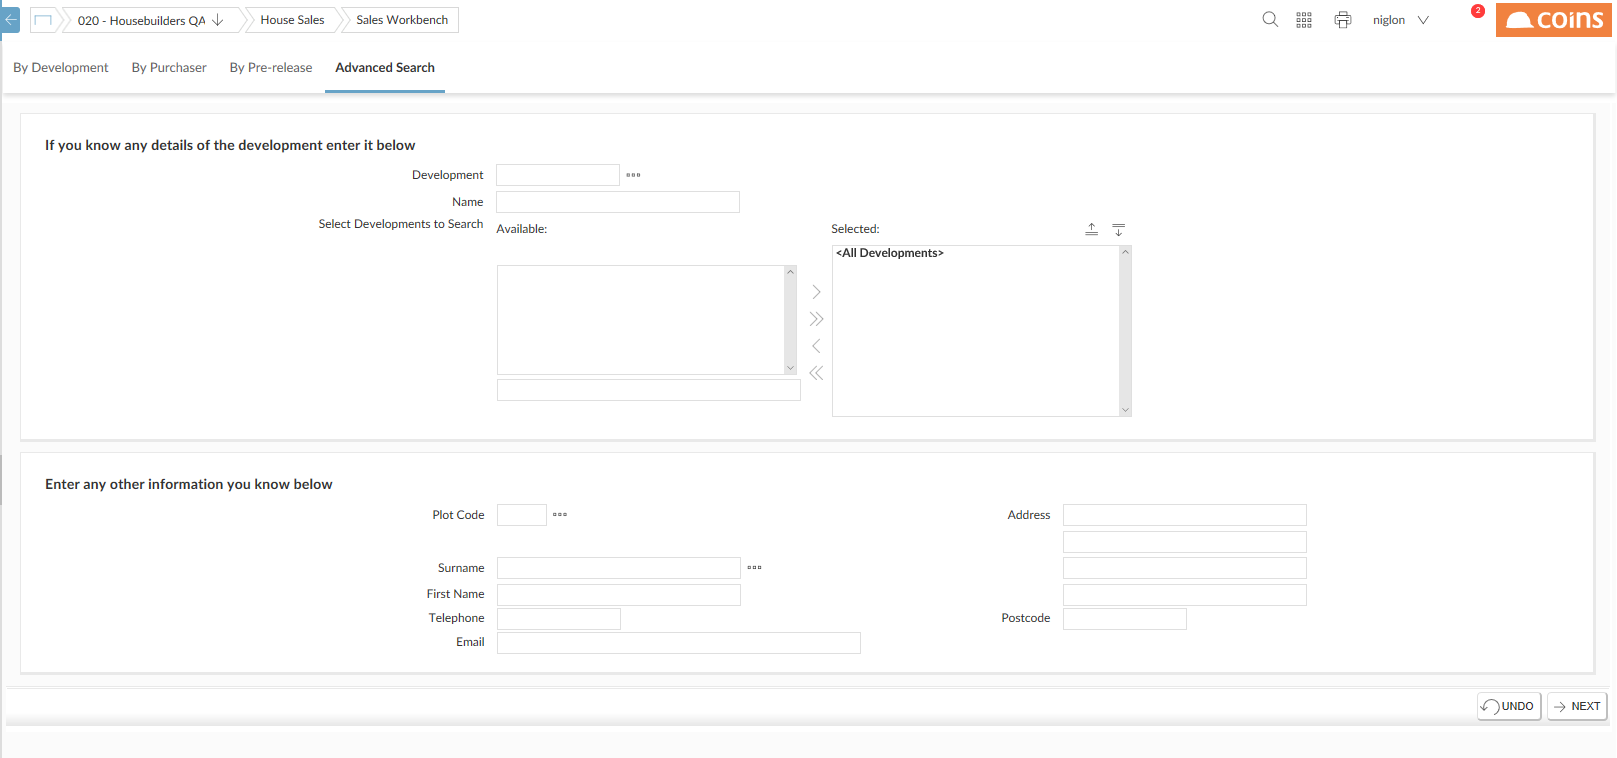 020 - Housebuilders QA
House Sales
Sales Workbench
niglon
2
coins
By Development
By Purchaser
By Pre-release
Advanced Search
If you know any details of the development enter it below
Development
Name
Select Developments to Search
Available:
Selected:
<All Developments>
Enter any other information you know below
Plot Code
Address
Surname
First Name
Telephone
Postcode
Email
UNDO
NEXT